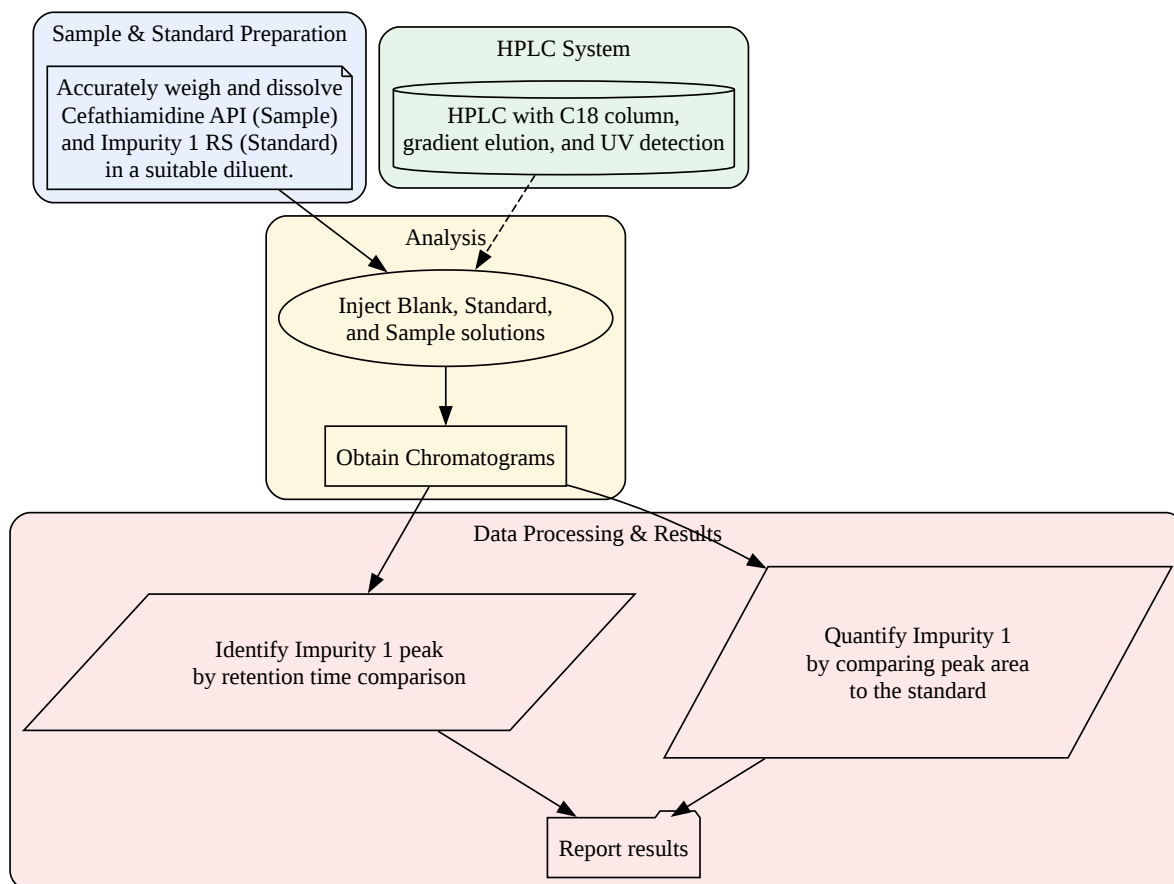 Sample & Standard Preparation
Accurately weigh and dissolve
Cefathiamidine API (Sample)
and Impurity 1 RS (Standard)
in a suitable diluent.
HPLC System
HPLC with C18 column,
gradient elution, and UV detection
Analysis
Inject Blank, Standard,
and Sample solutions
Obtain Chromatograms
Data Processing & Results
Identify Impurity 1 peak
by retention time comparison
Quantify Impurity 1
by comparing peak area
to the standard
Report results